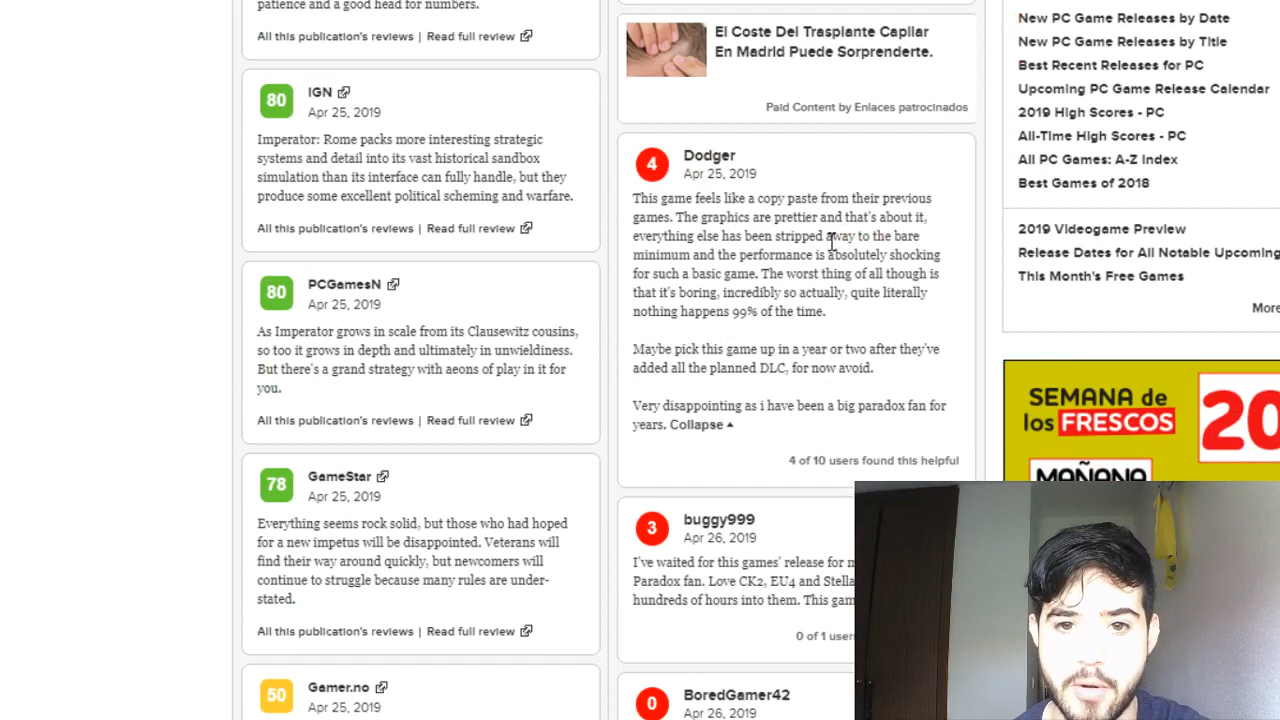 patience and a good head for numbers.
All this publication's reviews | Read full review
80
IGN
Apr 25, 2019
Imperator: Rome packs more interesting strategic
systems and detail into its vast historical sandbox
simulation than its interface can fully handle, but they
produce some excellent political scheming and warfare.
All this publication's reviews | Read full review
80
PCGamesN
Apr 25, 2019
As Imperator grows in scale from its Clausewitz cousins,
so too it grows in depth and ultimately in unwieldiness.
But there's a grand strategy with aeons of play in it for
you.
All this publication's reviews | Read full review
78
GameStar
Apr 25, 2019
Everything seems rock solid, but those who had hoped
for a new impetus will be disappointed. Veterans will
find their way around quickly, but newcomers will
continue to struggle because many rules are under-
stated.
All this publication's reviews | Read full review
50
Gamer.no
Apr 25, 2019
El Coste Del Trasplante Capilar
En Madrid Puede Sorprenderte.
Paid Content by Enlaces patrocinados
4
Dodger
Apr 25, 2019
This game feels like a copy paste from their previous
games. The graphics are prettier and that's about it,
everything else has been stripped away to the bare
minimum and the performance is absolutely shocking
for such a basic game. The worst thing of all though is
that it's boring, incredibly so actually, quite literally
nothing happens 99% of the time.
Maybe pick this game up in a year or two after they've
added all the planned DLC, for now avoid.
Very disappointing as i have been a big paradox fan for
years. Collapse
4 of 10 users found this helpful
3
buggy999
Apr 26, 2019
I've waited for this games' release for
Paradox fan. Love CK2, EU4 and
hundreds of hours into them. This
0 of 1
0
BoredGamer42
Apr 26, 2019
New PC Game Releases by Date
New PC Game Releases by Title
Best Recent Releases for PC
Upcoming PC Game Release Calendar
2019 High Scores - PC
All-Time High Scores - PC
All PC Games: A-Z Index
Best Games of 2018
2019 Videogame Preview
Release Dates for All Notable Upcoming
This Month's Free Games
More
SEMANA de
los FRESCOS
20
MAÑANA